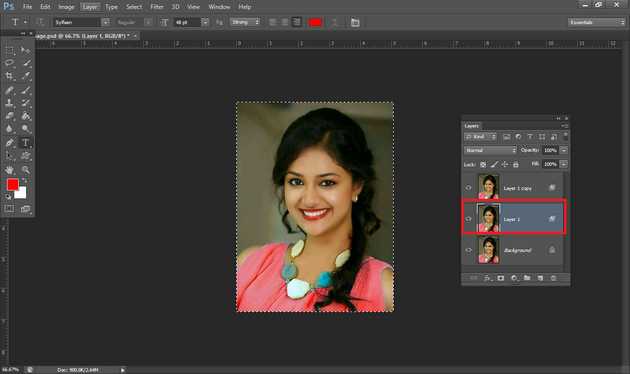 Ps File Edit Image Layer Type Select Filter 3D View Window Help
T Syfaen Regular 48 pt Strong Essentials
age.psd @ 66.7% (Layer 1, RGB/8*) *
Layers
Kind
Normal Opacity: 100%
Lock: Fill: 100%
Layer 1 copy
Layer 1
Background
66.67% Doc: 900.0K/2.64M